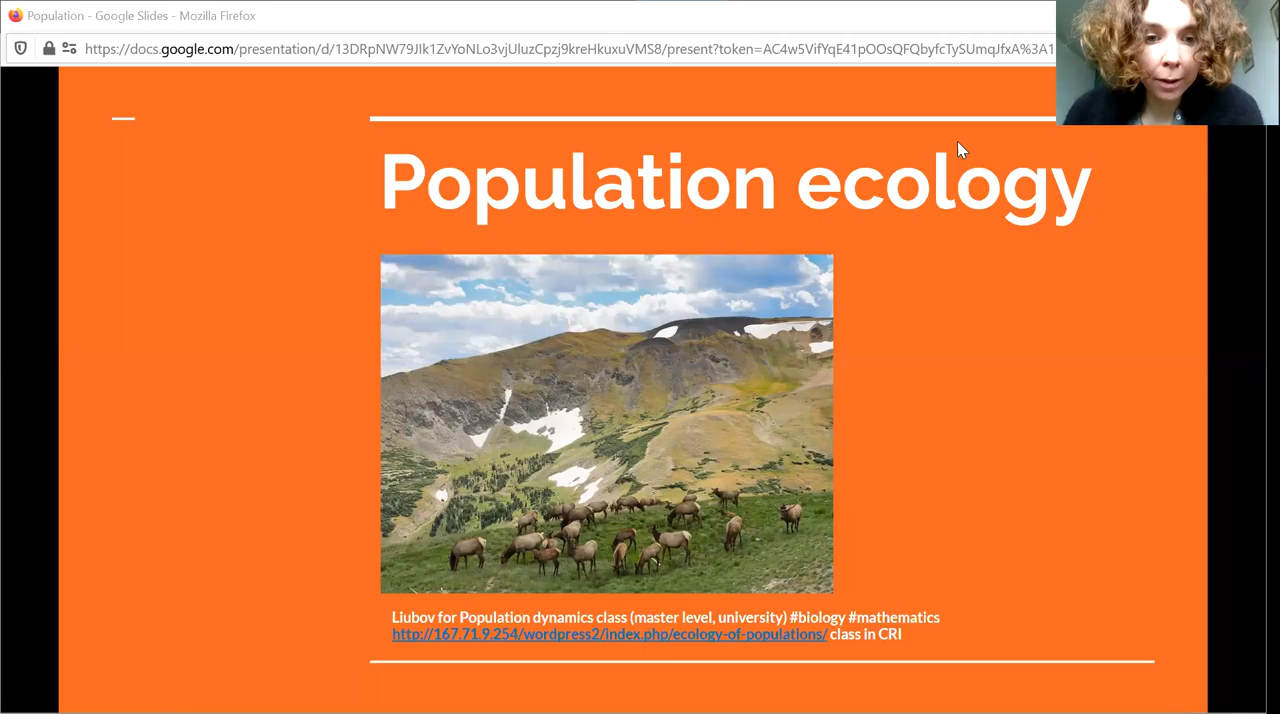 Population - Google Slides - Mozilla Firefox
https://docs.google.com/presentation/d/13DRpNW79JIk1ZvYoNLo3vjUluzCpzj9kreHkuxuVMS8/present?token=AC4w5VifYqE41pOOsQFQbyfcTySUmqJfxA%3A1
Population ecology
Liubov for Population dynamics class (master level, university) #biology #mathematics
http://167.71.9.254/wordpress2/index.php/ecology-of-populations/ class in CRI